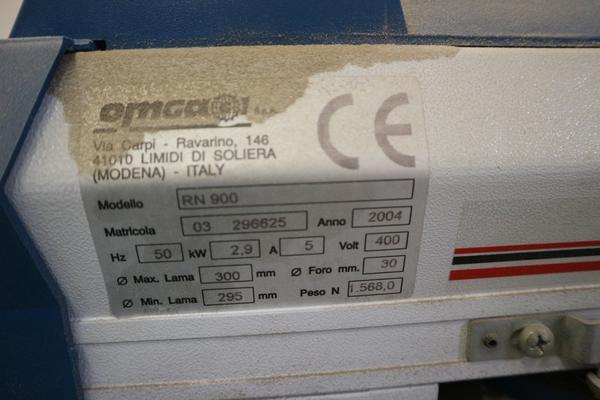 omga s.r.l.
CE
Via Carpi - Ravarino, 146
41010 LIMIDI DI SOLIERA
(MODENA) - ITALY
Modello RN 900
Matricola 03 296625 Anno 2004
Hz 50 kW 2,9 A 5 Volt 400
Ø Max. Lama 300 mm Ø Foro mm. 30
Ø Min. Lama 295 mm Peso N 1.568,0